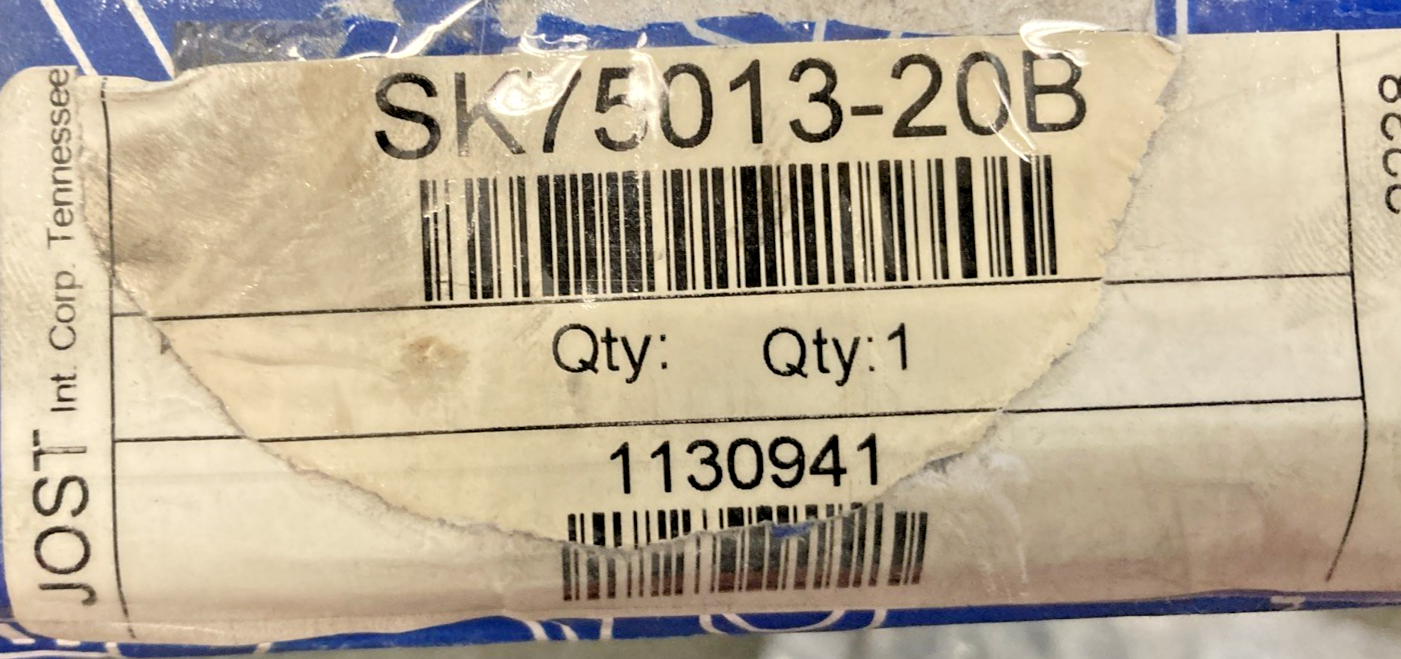 JOST Int. Corp. Tennessee
SK75013-20B
Qty: Qty:1
1130941